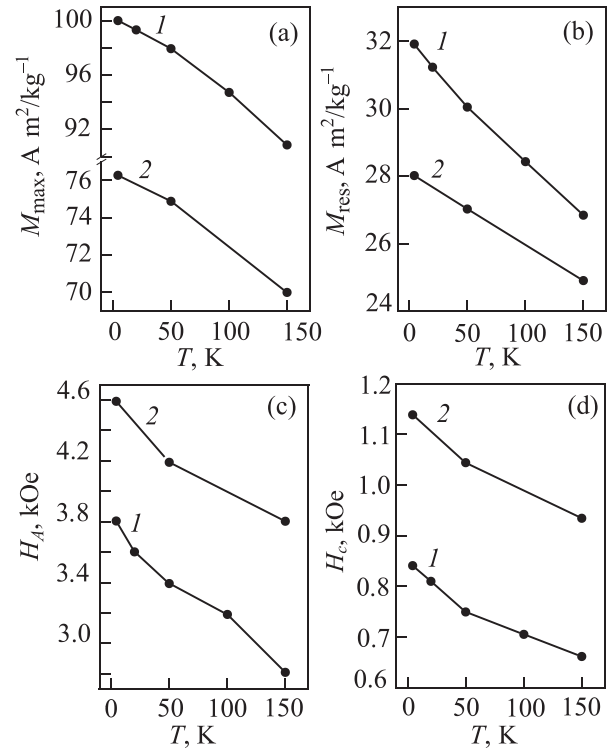 (a)
100
96
92
76
74
72
70
1
2
M_max, A m²/kg⁻¹
0 50 100 150
T, K
(b)
32
30
28
26
24
1
2
M_res, A m²/kg⁻¹
0 50 100 150
T, K
(c)
4.6
4.2
3.8
3.4
3.0
2
1
H_A, kOe
0 50 100 150
T, K
(d)
1.2
1.1
1.0
0.9
0.8
0.7
0.6
2
1
H_c, kOe
0 50 100 150
T, K